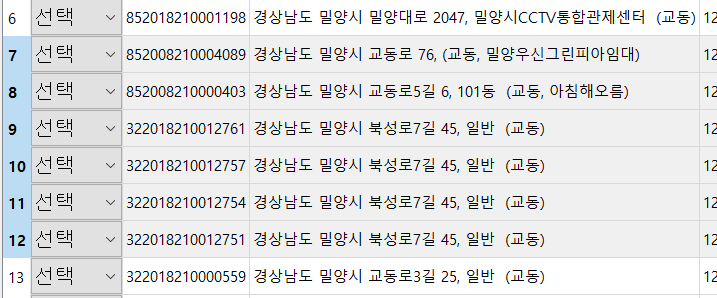 6 선택 852018210001198 경상남도 밀양시 밀양대로 2047, 밀양시CCTV통합관제센터 (교동) 12
7 선택 852008210004089 경상남도 밀양시 교동로 76, (교동, 밀양우신그린피아임대) 12
8 선택 852008210000403 경상남도 밀양시 교동로5길 6, 101동 (교동, 아침해오름) 12
9 선택 322018210012761 경상남도 밀양시 북성로7길 45, 일반 (교동) 12
10 선택 322018210012757 경상남도 밀양시 북성로7길 45, 일반 (교동) 12
11 선택 322018210012754 경상남도 밀양시 북성로7길 45, 일반 (교동) 12
12 선택 322018210012751 경상남도 밀양시 북성로7길 45, 일반 (교동) 12
13 선택 322018210000559 경상남도 밀양시 교동로3길 25, 일반 (교동) 12